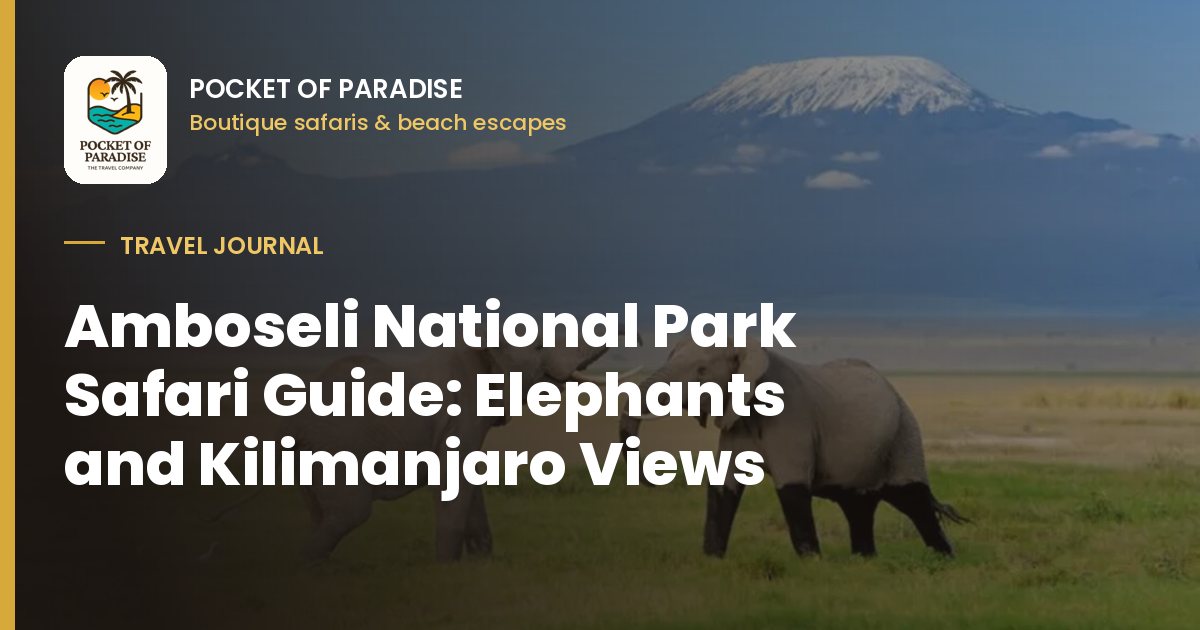 POCKET OF PARADISE
Boutique safaris & beach escapes
POCKET OF
PARADISE
THE TRAVEL COMPANY
TRAVEL JOURNAL
Amboseli National Park
Safari Guide: Elephants
and Kilimanjaro Views